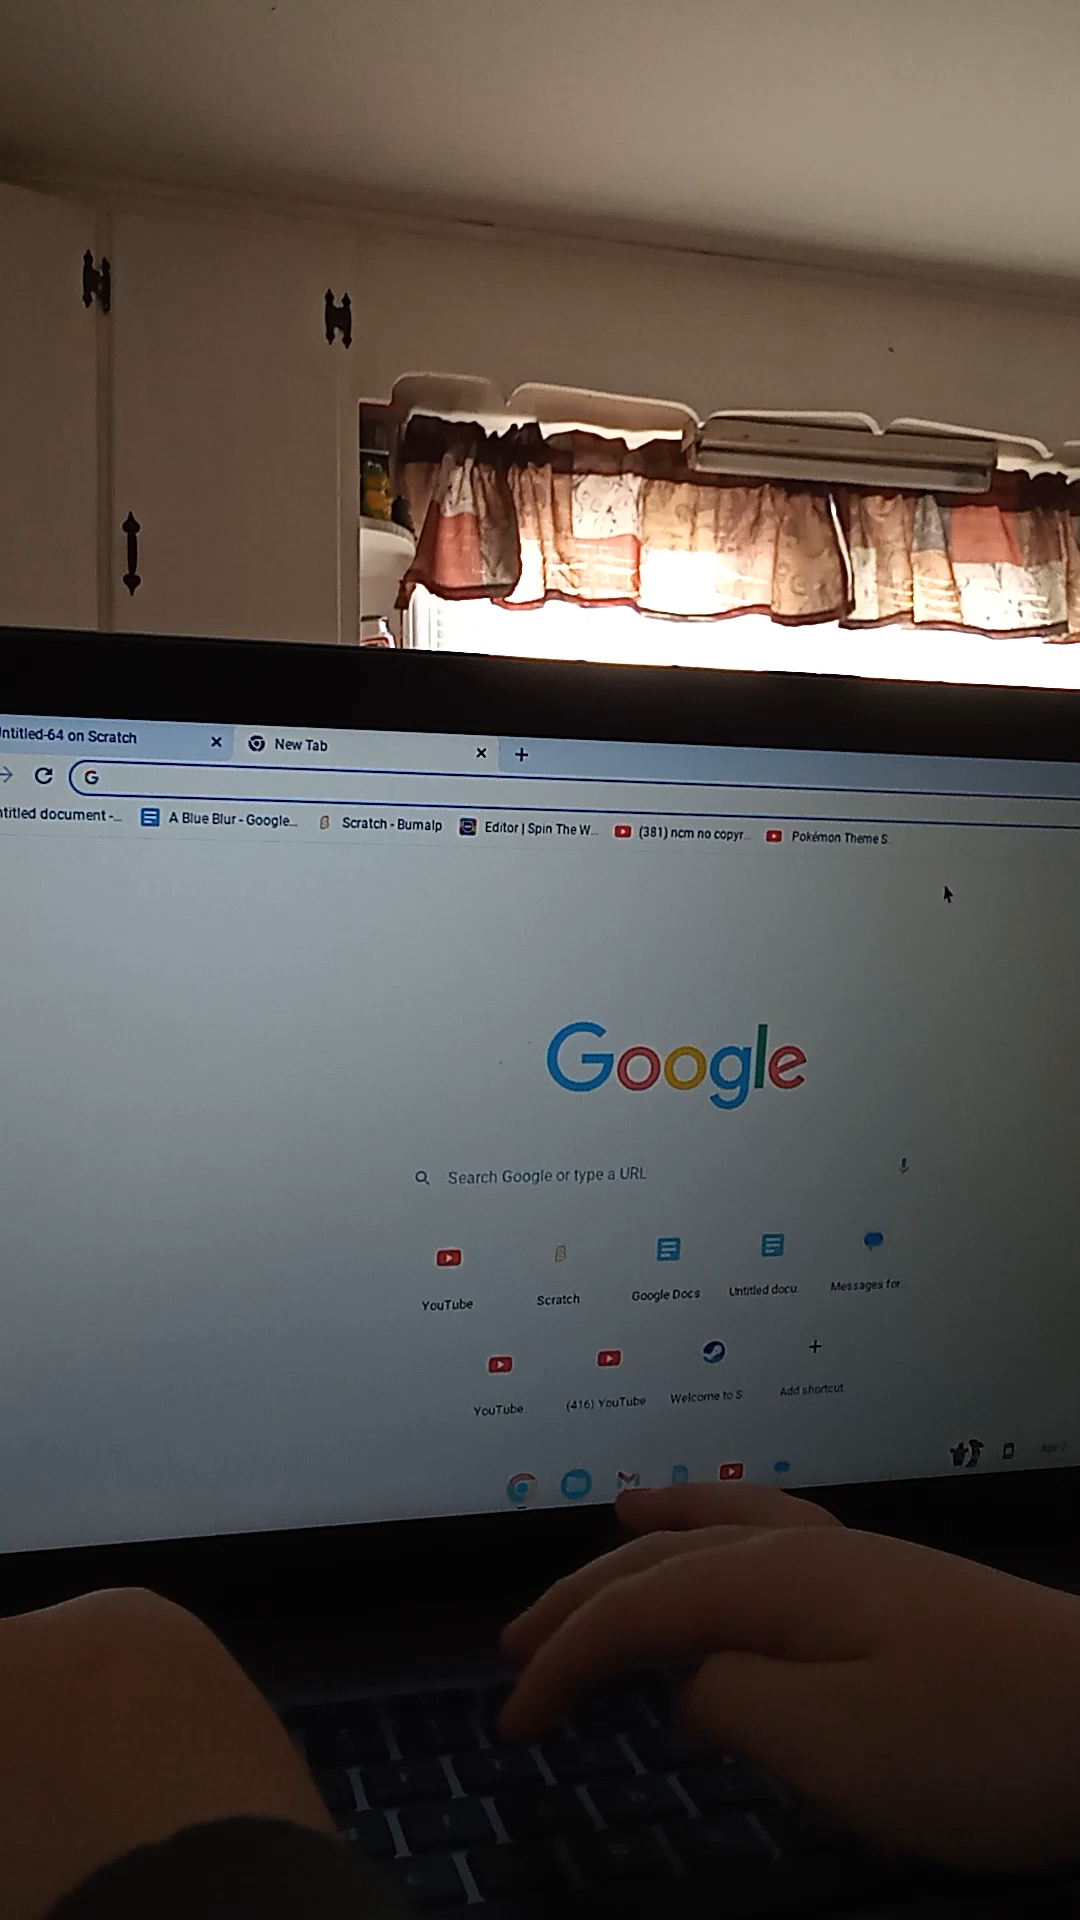 ntitled-64 on Scratch
New Tab
G
ntitled document -...
A Blue Blur - Google...
Scratch - Bumalp
Editor | Spin The W...
(381) ncm no copyr...
Pokémon Theme S
Google
Search Google or type a URL
YouTube
Scratch
Google Docs
Untitled docu
Messages for
YouTube
(416) YouTube
Welcome to S
Add shortcut
Apr 2